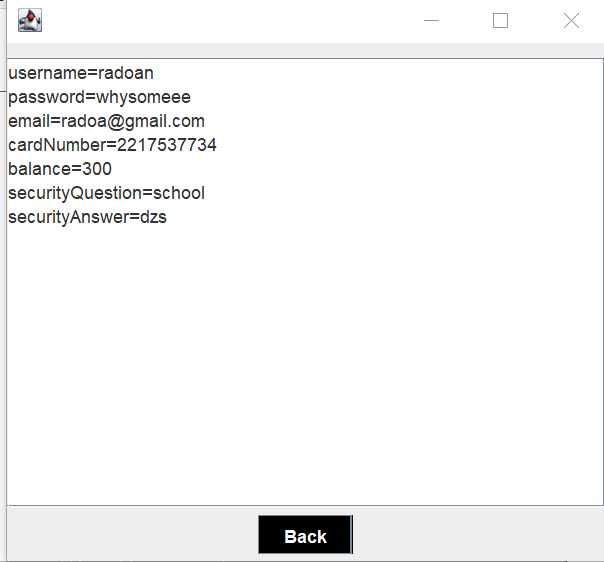 username=radoan
password=whysomeee
email=radoa@gmail.com
cardNumber=2217537734
balance=300
securityQuestion=school
securityAnswer=dzs
Back